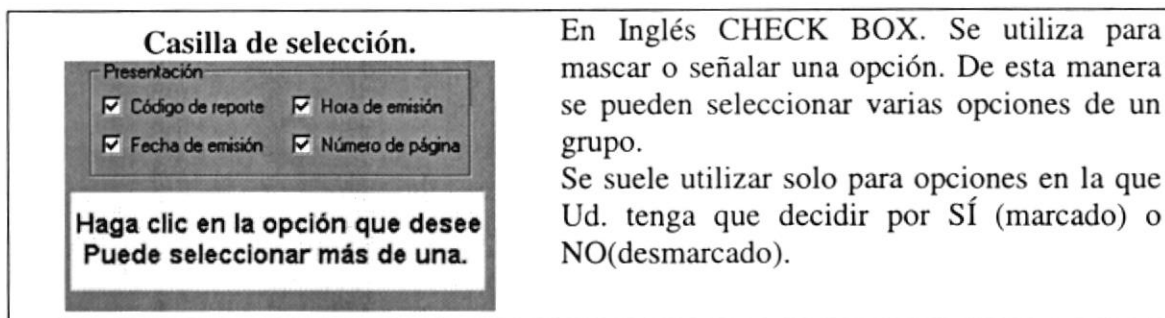 Casilla de selección.
Presentación
Código de reporte
Hora de emisión
Fecha de emisión
Número de página
Haga clic en la opción que desee
Puede seleccionar más de una.
En Inglés CHECK BOX. Se utiliza para
mascar o señalar una opción. De esta manera
se pueden seleccionar varias opciones de un
grupo.
Se suele utilizar solo para opciones en la que
Ud. tenga que decidir por SÍ (marcado) o
NO(desmarcado).